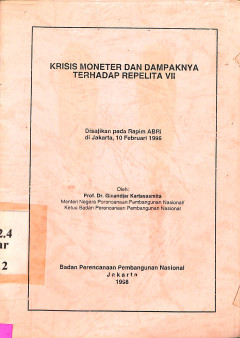 KRISIS MONETER DAN DAMPAKNYA
TERHADAP REPELITA VII
Disajikan pada Rapim ABRI
di Jakarta, 10 Februari 1998
Oleh:
Prof. Dr. Ginandjar Kartasasmita
Menteri Negara Perencanaan Pembangunan Nasional/
Ketua Badan Perencanaan Pembangunan Nasional
2.4
ar
2
Badan Perencanaan Pembangunan Nasional
Jakarta
1998